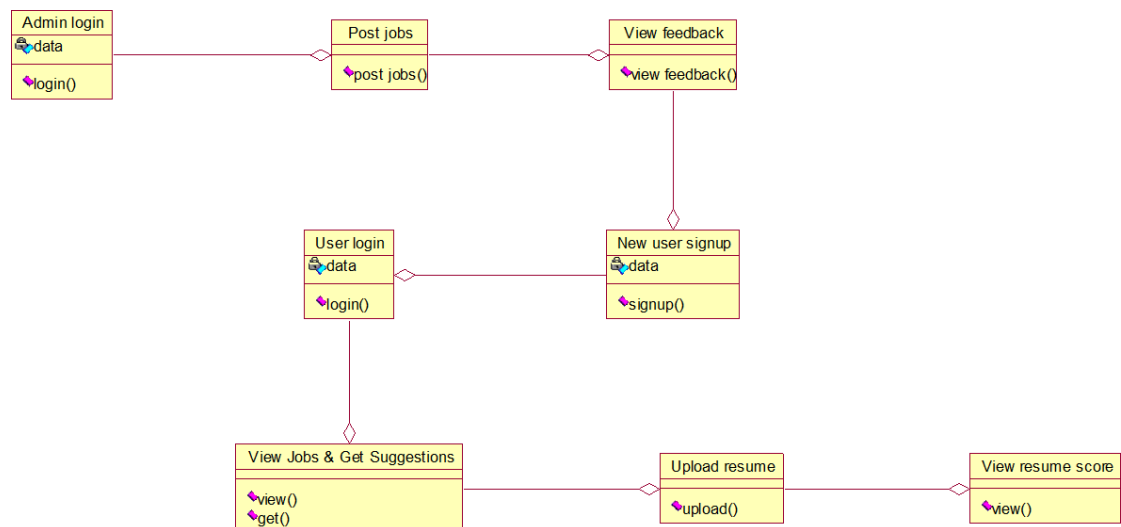 Admin login
data
login()
Post jobs
post jobs()
View feedback
view feedback()
User login
data
login()
New user signup
data
signup()
View Jobs & Get Suggestions
view()
get()
Upload resume
upload()
View resume score
view()